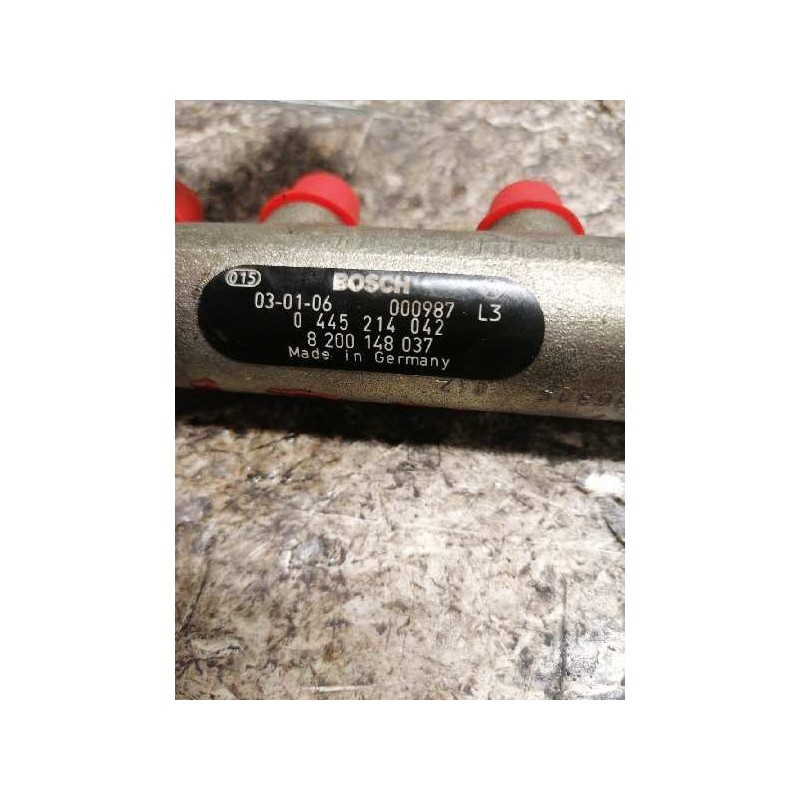 015 BOSCH
03-01-06 000987 L3
0 445 214 042
8 200 148 037
Made in Germany